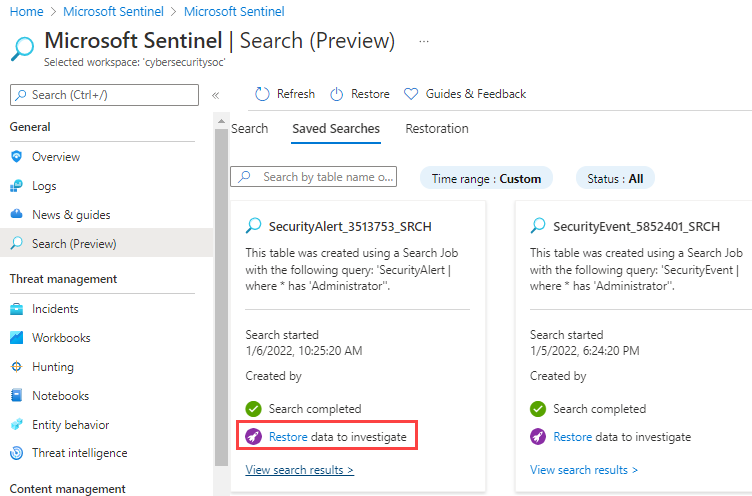 Home > Microsoft Sentinel > Microsoft Sentinel
Microsoft Sentinel | Search (Preview) ...
Selected workspace: 'cybersecuritysoc'
Search (Ctrl+/)
«
Refresh
Restore
Guides & Feedback
General
Overview
Logs
News & guides
Search (Preview)
Threat management
Incidents
Workbooks
Hunting
Notebooks
Entity behavior
Threat intelligence
Content management
Search
Saved Searches
Restoration
Search by table name o...
Time range : Custom
Status : All
SecurityAlert_3513753_SRCH
This table was created using a Search Job
with the following query: 'SecurityAlert |
where * has 'Administrator''.
Search started
1/6/2022, 10:25:20 AM
Created by
Search completed
Restore data to investigate
View search results >
SecurityEvent_5852401_SRCH
This table was created using a Search Job
with the following query: 'SecurityEvent |
where * has 'Administrator''.
Search started
1/5/2022, 6:24:20 PM
Created by
Search completed
Restore data to investigate
View search results >